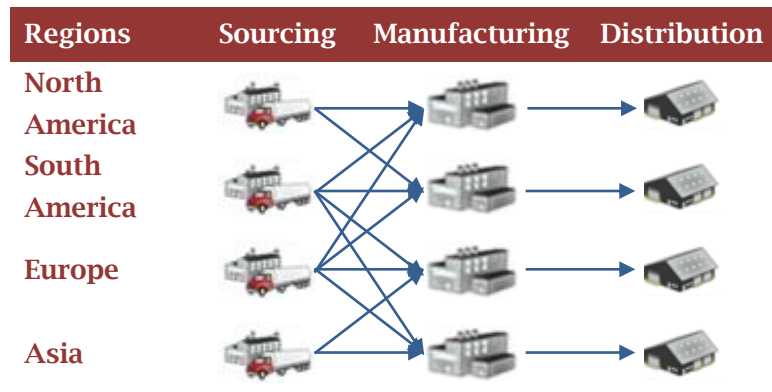 Regions Sourcing Manufacturing Distribution
North
America
South
America
Europe
Asia